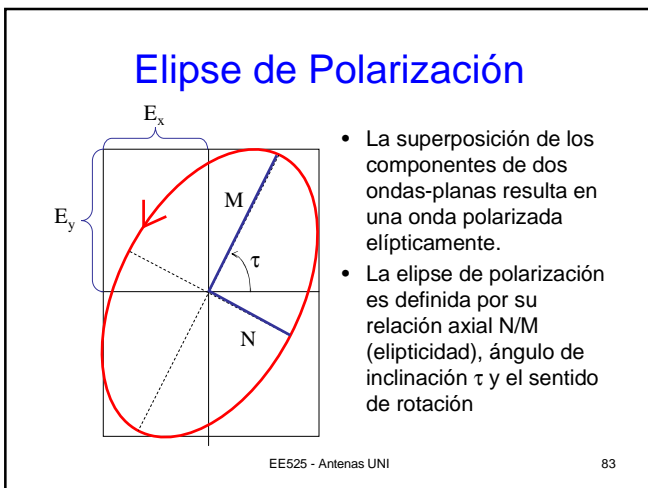 Elipse de Polarización
Ex
Ey
M
τ
N
• La superposición de los
componentes de dos
ondas-planas resulta en
una onda polarizada
elípticamente.
• La elipse de polarización
es definida por su
relación axial N/M
(elipticidad), ángulo de
inclinación τ y el sentido
de rotación
EE525 - Antenas UNI
83